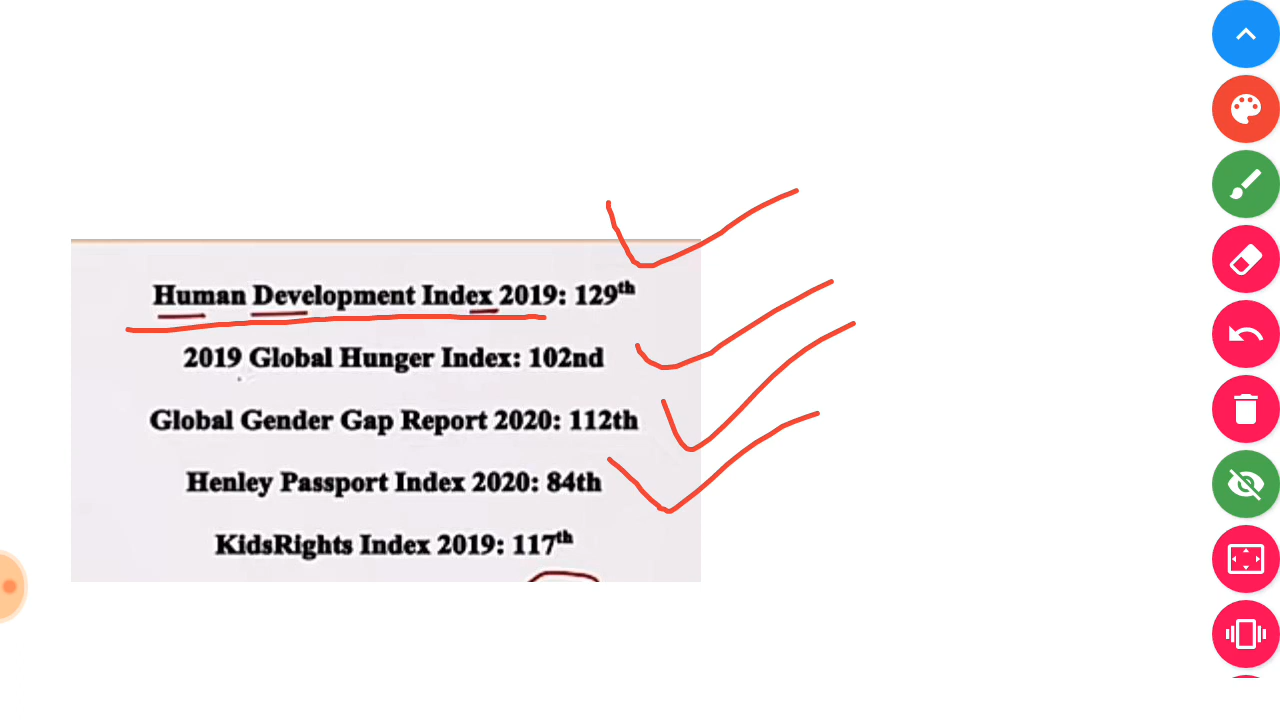 Human Development Index 2019: 129th
2019 Global Hunger Index: 102nd
Global Gender Gap Report 2020: 112th
Henley Passport Index 2020: 84th
KidsRights Index 2019: 117th